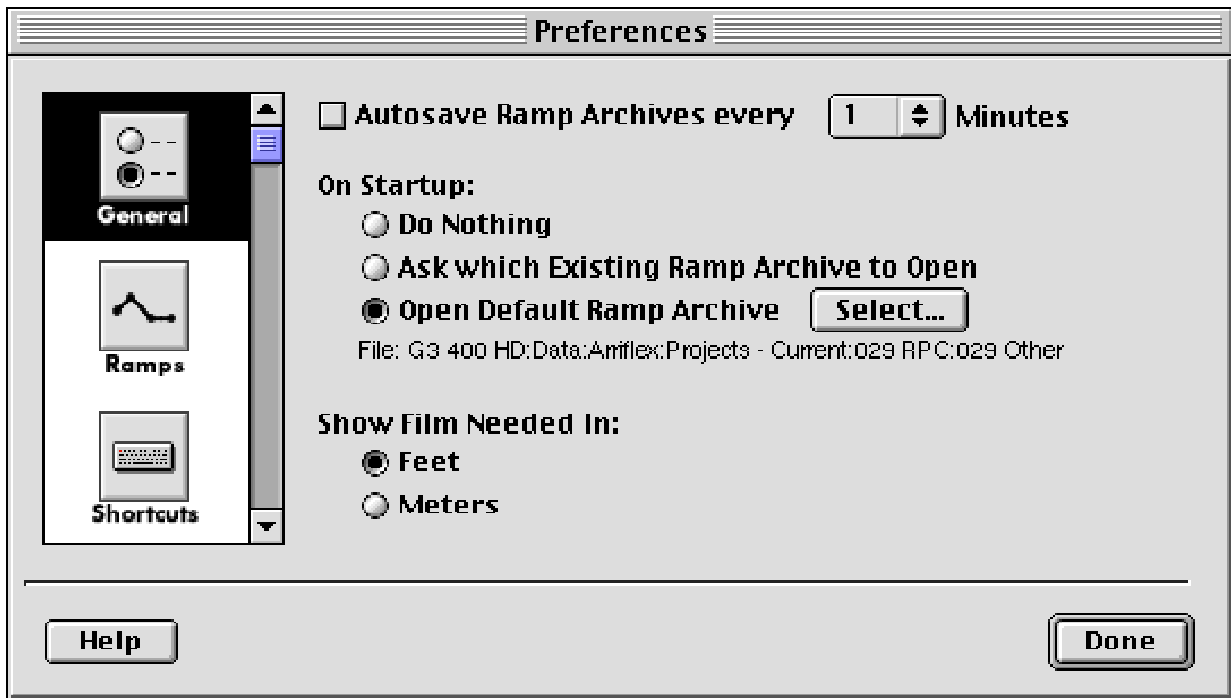 Preferences
General
Ramps
Shortcuts
Autosave Ramp Archives every 1 Minutes
On Startup:
Do Nothing
Ask which Existing Ramp Archive to Open
Open Default Ramp Archive Select...
File: G3 400 HD:Data:Arriflex:Projects - Current:029 RPC:029 Other
Show Film Needed In:
Feet
Meters
Help
Done